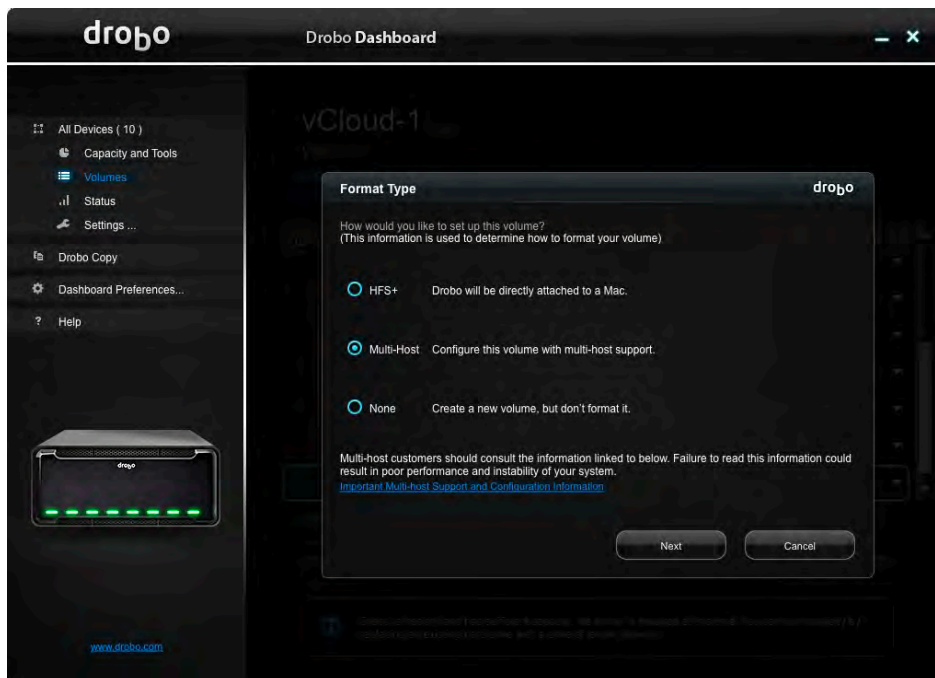 drobo
Drobo Dashboard
All Devices ( 10 )
Capacity and Tools
Volumes
Status
Settings ...
Drobo Copy
Dashboard Preferences...
? Help
drobo
www.drobo.com
vCloud-1
Format Type
drobo
How would you like to set up this volume?
(This information is used to determine how to format your volume)
HFS+ Drobo will be directly attached to a Mac.
Multi-Host Configure this volume with multi-host support.
None Create a new volume, but don't format it.
Multi-host customers should consult the information linked to below. Failure to read this information could
result in poor performance and instability of your system.
Important Multi-host Support and Configuration Information
Next
Cancel